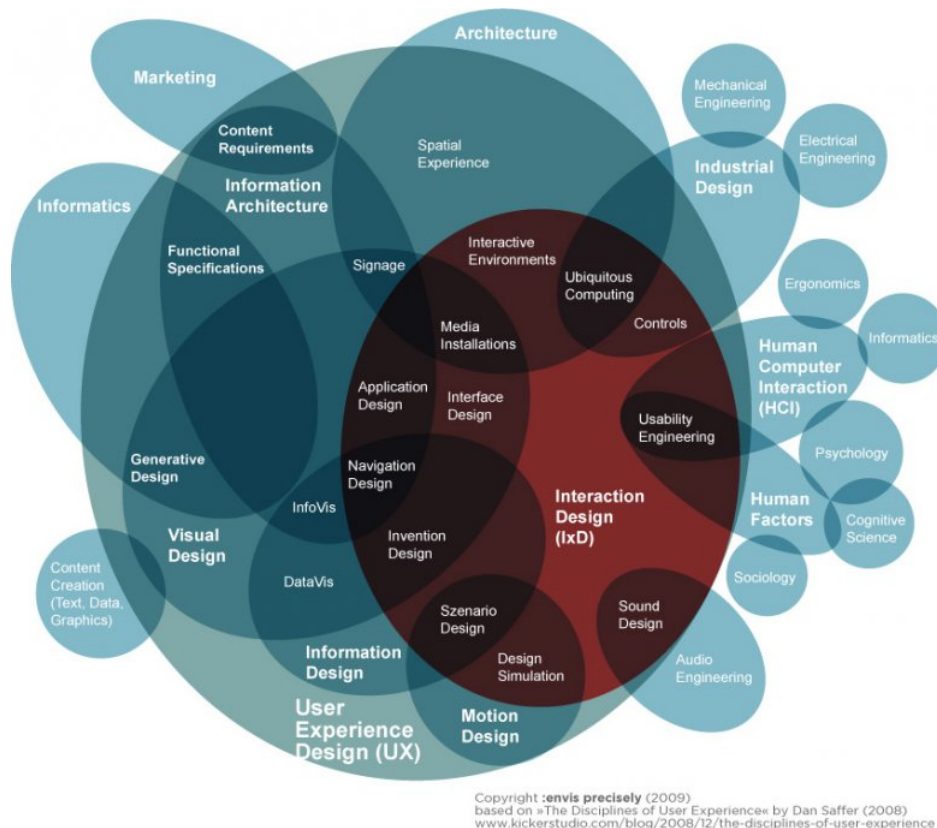 Architecture
Marketing
Mechanical
Engineering
Content
Requirements
Spatial
Experience
Electrical
Engineering
Industrial
Design
Information
Architecture
Informatics
Functional
Specifications
Interactive
Environments
Signage
Ubiquitous
Computing
Ergonomics
Controls
Media
Installations
Informatics
Human
Computer
Interaction
(HCI)
Application
Design
Interface
Design
Usability
Engineering
Psychology
Generative
Design
Navigation
Design
InfoVis
Interaction
Design
(IxD)
Human
Factors
Cognitive
Science
Visual
Design
Invention
Design
Content
Creation
(Text, Data,
Graphics)
DataVis
Sociology
Szenario
Design
Sound
Design
Information
Design
Design
Simulation
Audio
Engineering
User
Experience
Design (UX)
Motion
Design
Copyright :envis precisely (2009)
based on »The Disciplines of User Experience« by Dan Saffer (2008)
www.kickerstudio.com/blog/2008/12/the-disciplines-of-user-experience